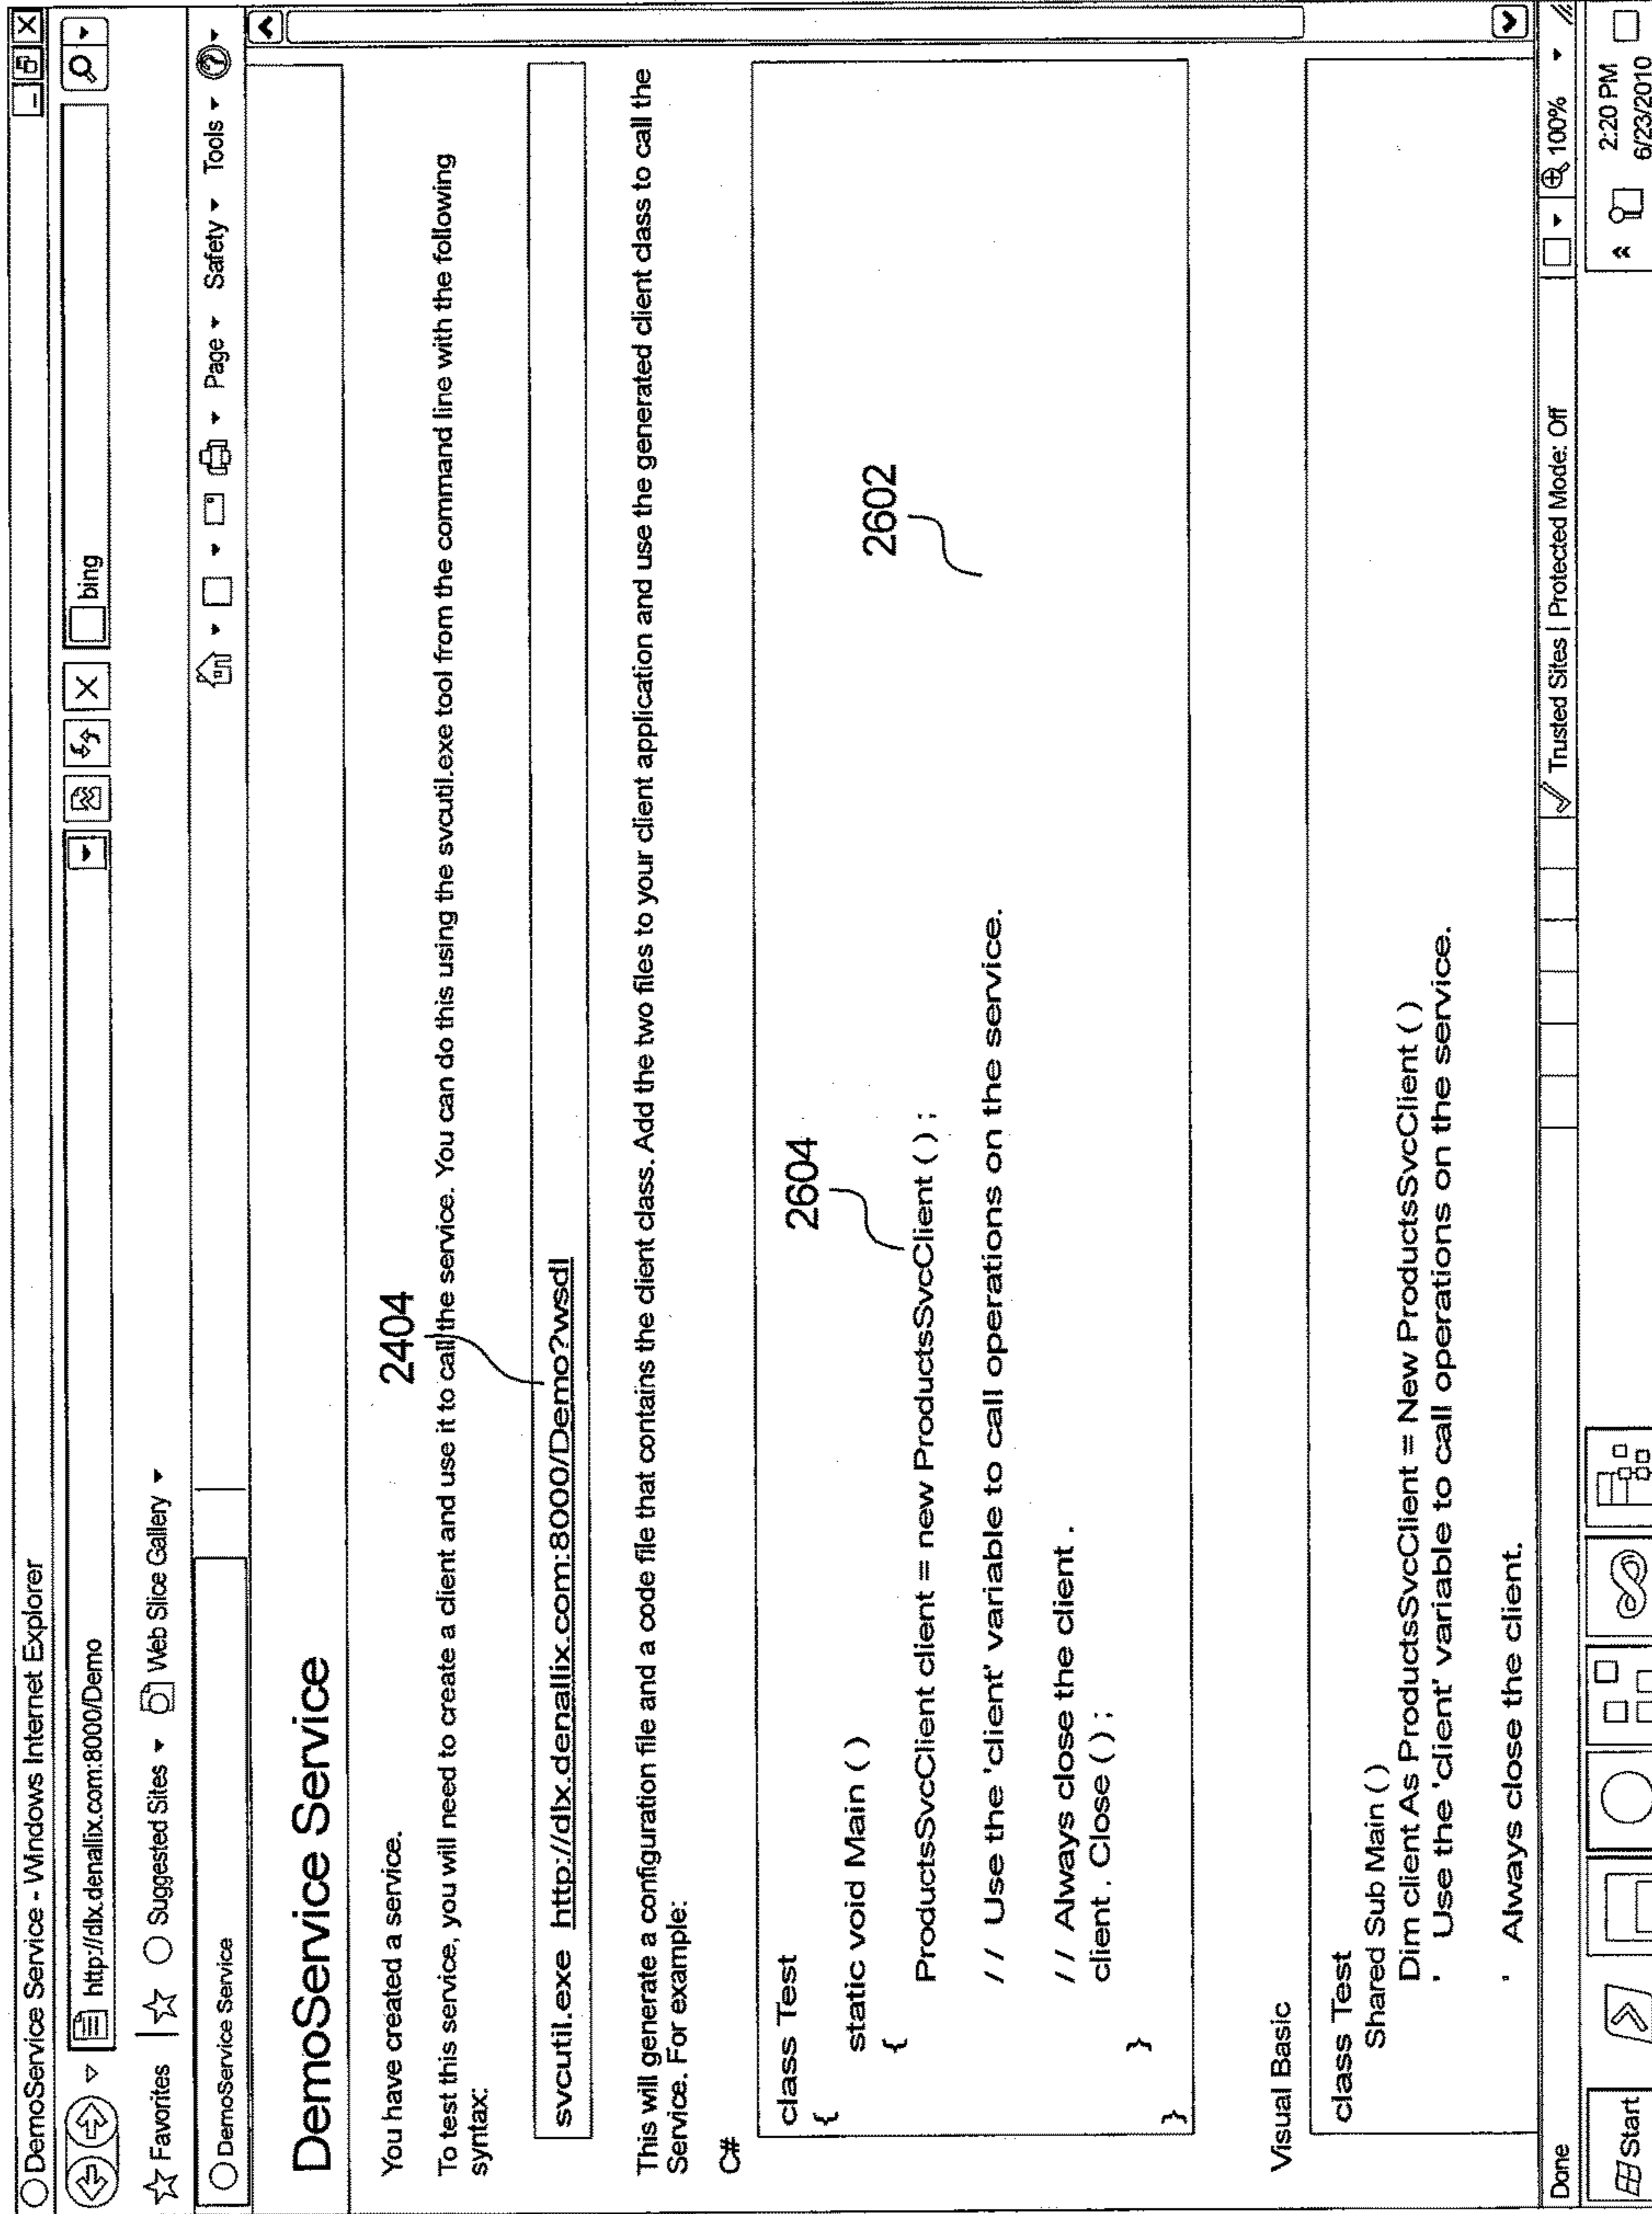 DemoService Service - Windows Internet Explorer
http://dlx.denallix.com:8000/Demo
bing
Favorites
Suggested Sites
Web Slice Gallery
DemoService Service
Page
Safety
Tools
DemoService Service
You have created a service.
2404
To test this service, you will need to create a client and use it to call the service. You can do this using the svcutil.exe tool from the command line with the following
syntax:
svcutil.exe http://dlx.denallix.com:8000/Demo?wsdl
This will generate a configuration file and a code file that contains the client class. Add the two files to your client application and use the generated client class to call the
Service. For example:
C#
class Test
{
2604
static void Main ( )
{
2602
ProductsSvcClient client = new ProductsSvcClient ( ) ;
// Use the 'client' variable to call operations on the service.
// Always close the client .
client . Close ( ) ;
}
}
Visual Basic
class Test
Shared Sub Main ( )
Dim client As ProductsSvcClient = New ProductsSvcClient ( )
' Use the 'client' variable to call operations on the service.
' Always close the client.
Done
Trusted Sites | Protected Mode: Off
100%
Start
2:20 PM
6/23/2010